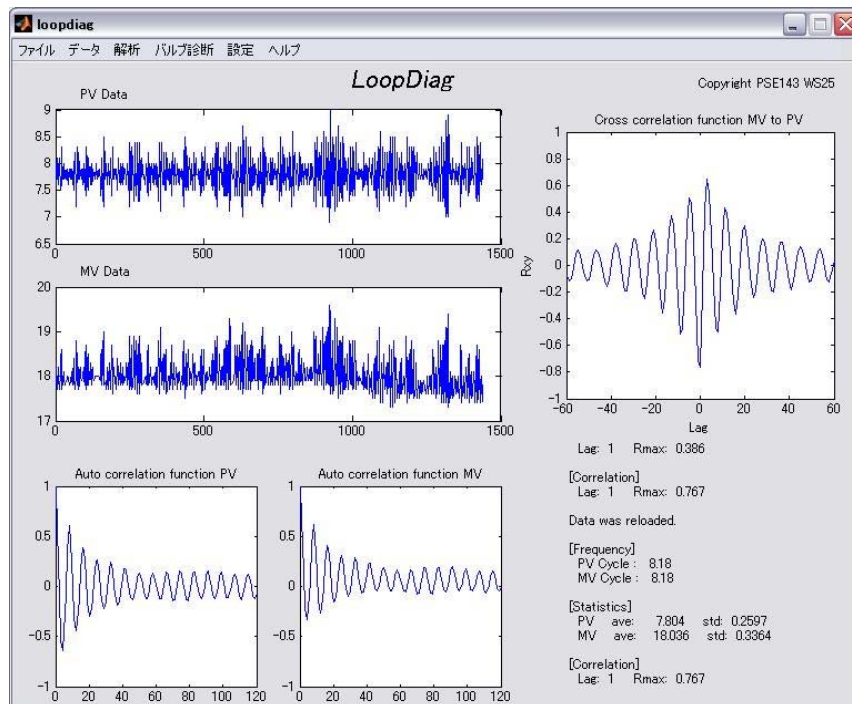 loopdiag
ファイル データ 解析 バルブ診断 設定 ヘルプ
LoopDiag
Copyright PSE143 WS25
PV Data
9
8.5
8
7.5
7
6.5
0 500 1000 1500
MV Data
20
19
18
17
0 500 1000 1500
Cross correlation function MV to PV
1
0.8
0.6
0.4
0.2
0
-0.2
-0.4
-0.6
-0.8
-1
Rxy
-60 -40 -20 0 20 40 60
Lag
Auto correlation function PV
1
0.5
0
-0.5
-1
0 20 40 60 80 100 120
Auto correlation function MV
1
0.5
0
-0.5
-1
0 20 40 60 80 100 120
Lag: 1 Rmax: 0.386
[Correlation]
Lag: 1 Rmax: 0.767
Data was reloaded.
[Frequency]
PV Cycle : 8.18
MV Cycle : 8.18
[Statistics]
PV ave: 7.804 std: 0.2597
MV ave: 18.036 std: 0.3364
[Correlation]
Lag: 1 Rmax: 0.767